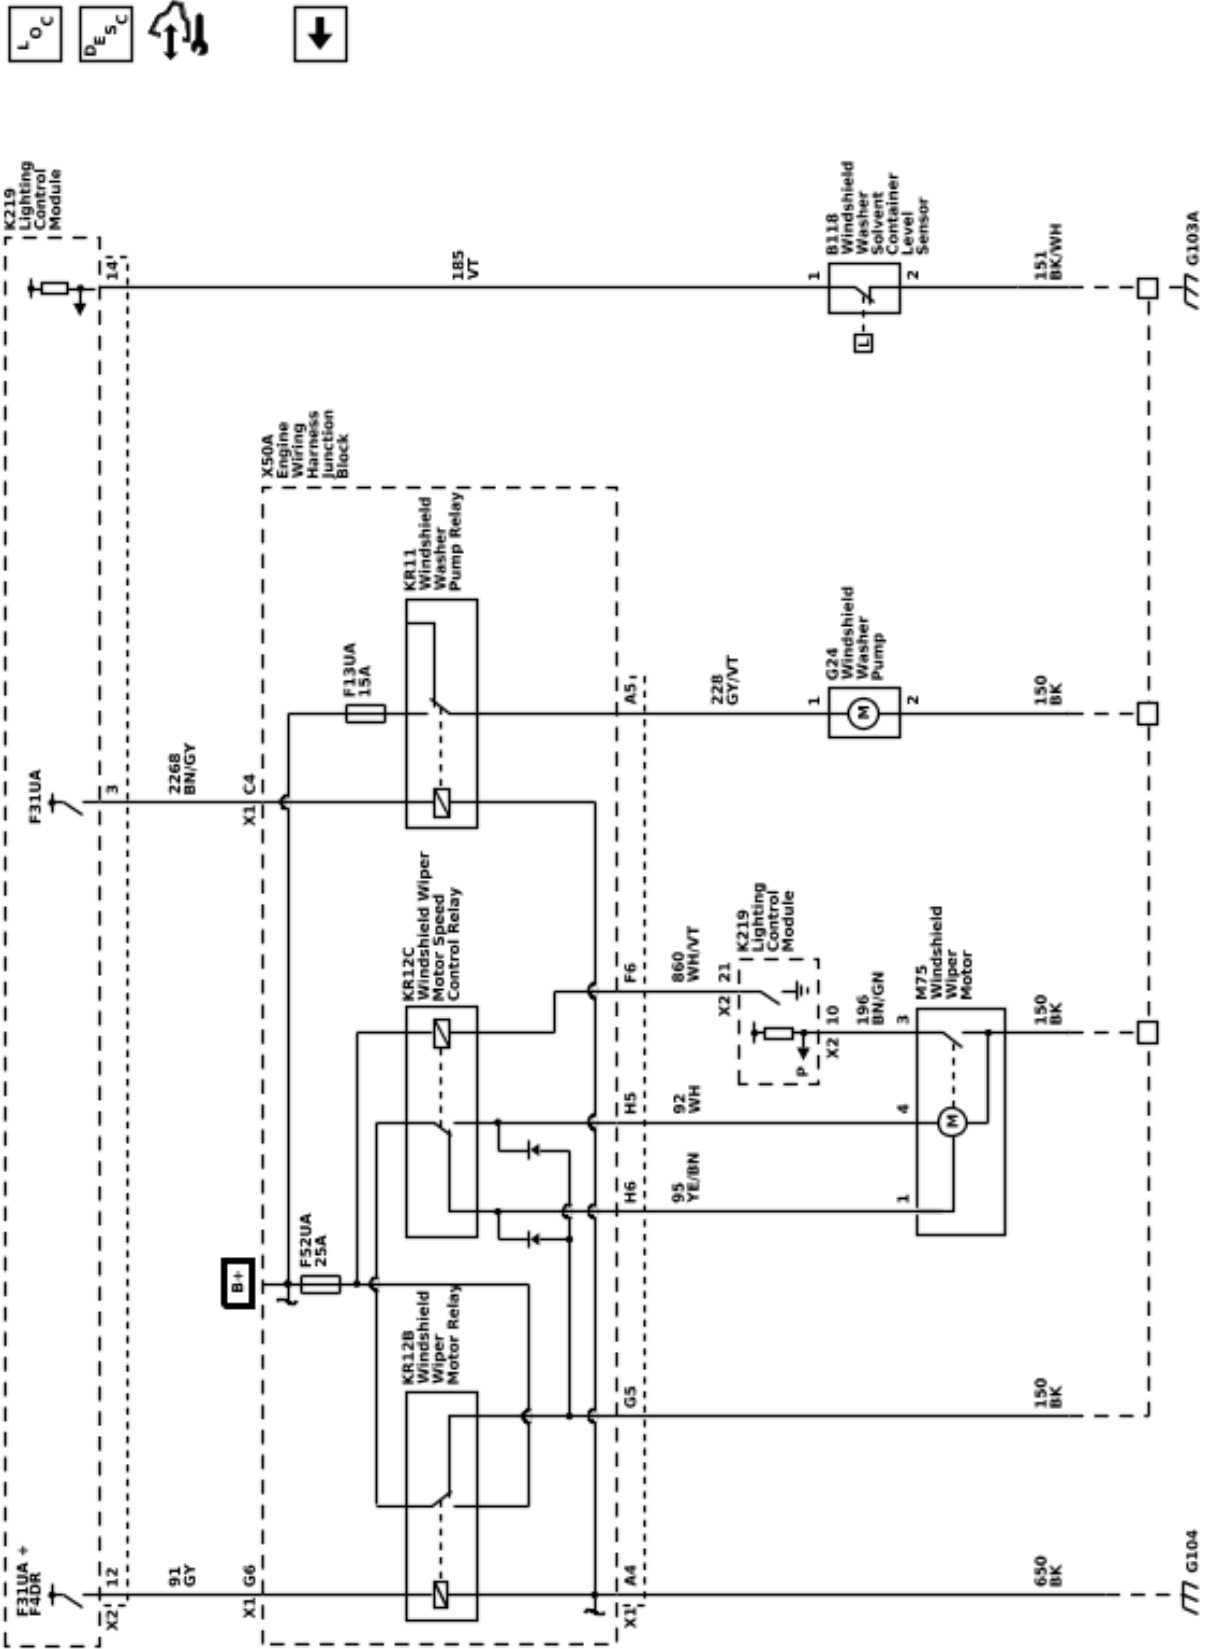 F31UA +
F4DR
F31UA
K219
Lighting
Control
Module
L O C
D E S C
X2
12
3
14
91
GY
2268
BN/GY
X1
G6
B+
X1
C4
X50A
Engine
Wiring
Harness
Junction
Block
F52UA
25A
F13UA
15A
KR12B
Windshield
Wiper
Motor Relay
KR12C
Windshield Wiper
Motor Speed
Control Relay
KR11
Windshield
Washer
Pump Relay
185
VT
X1
A4
G5
H6
H5
F6
A5
95
YE/BN
92
WH
860
WH/VT
228
GY/VT
X2
21
K219
Lighting
Control
Module
P
X2
10
196
BN/GN
1
4
3
M75
Windshield
Wiper
Motor
M
1
G24
Windshield
Washer
Pump
M
2
1
B118
Windshield
Washer
Solvent
Container
Level
Sensor
L
2
650
BK
150
BK
150
BK
150
BK
151
BK/WH
G104
G103A